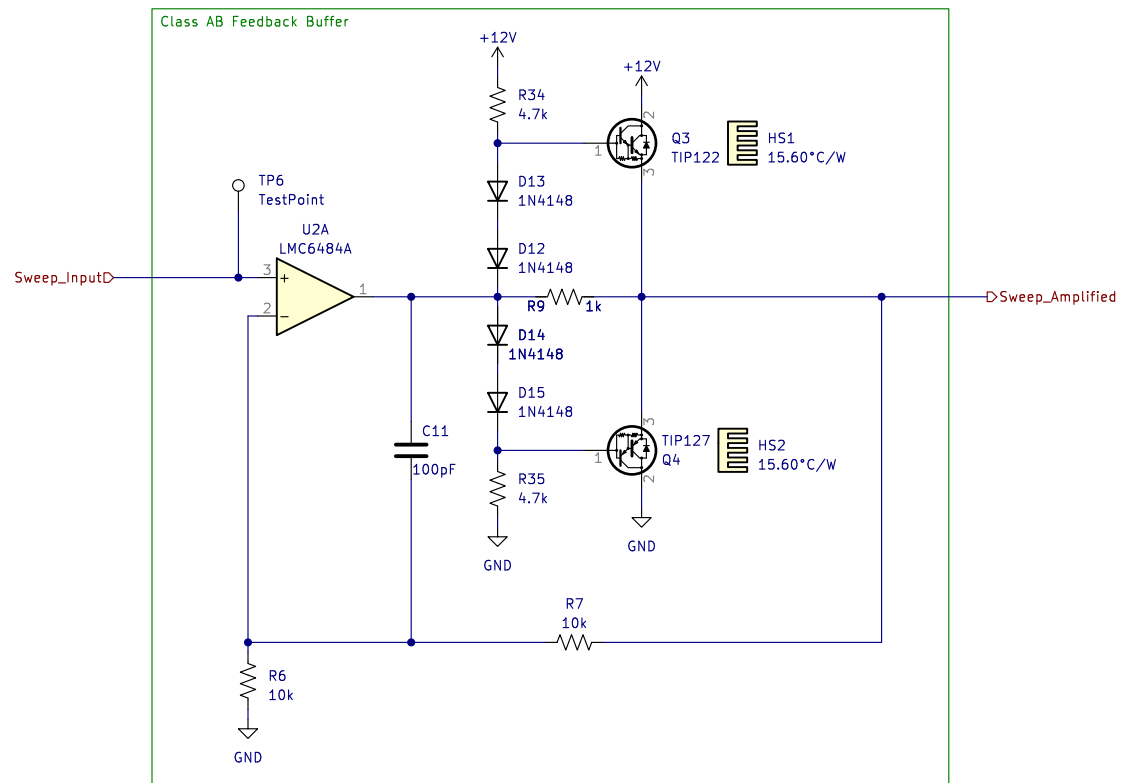 Class AB Feedback Buffer
+12V
+12V
R34
4.7k
2
Q3
TIP122
1
3
HS1
15.60°C/W
TP6
TestPoint
D13
1N4148
U2A
LMC6484A
D12
1N4148
Sweep_Input
3
+
1
2
−
R9
1k
Sweep_Amplified
D14
1N4148
D15
1N4148
C11
100pF
3
TIP127
Q4
1
2
HS2
15.60°C/W
R35
4.7k
GND
GND
R7
10k
R6
10k
GND